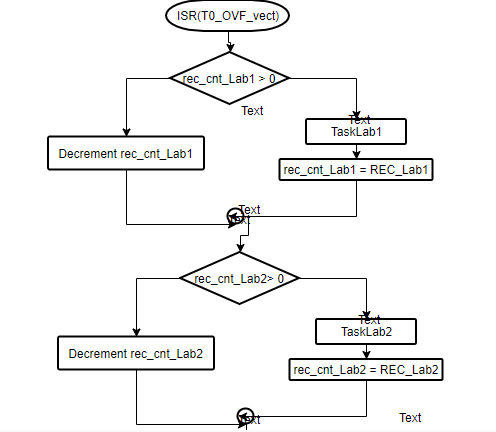 ISR(T0_OVF_vect)
rec_cnt_Lab1 > 0
Text
Text
TaskLab1
Decrement rec_cnt_Lab1
rec_cnt_Lab1 = REC_Lab1
Text
Text
rec_cnt_Lab2> 0
Text
TaskLab2
Decrement rec_cnt_Lab2
rec_cnt_Lab2 = REC_Lab2
Text
Text